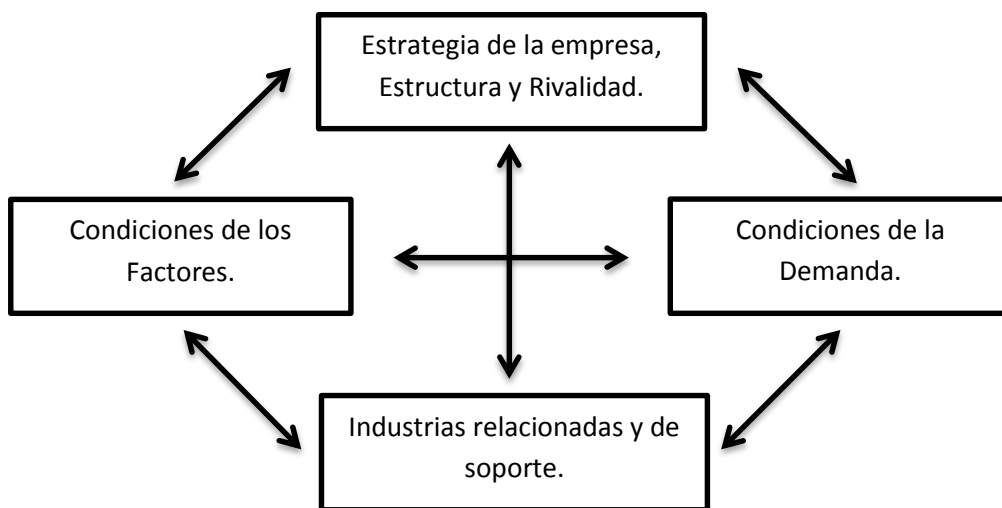 Estrategia de la empresa,
Estructura y Rivalidad.
Condiciones de los
Factores.
Condiciones de la
Demanda.
Industrias relacionadas y de
soporte.